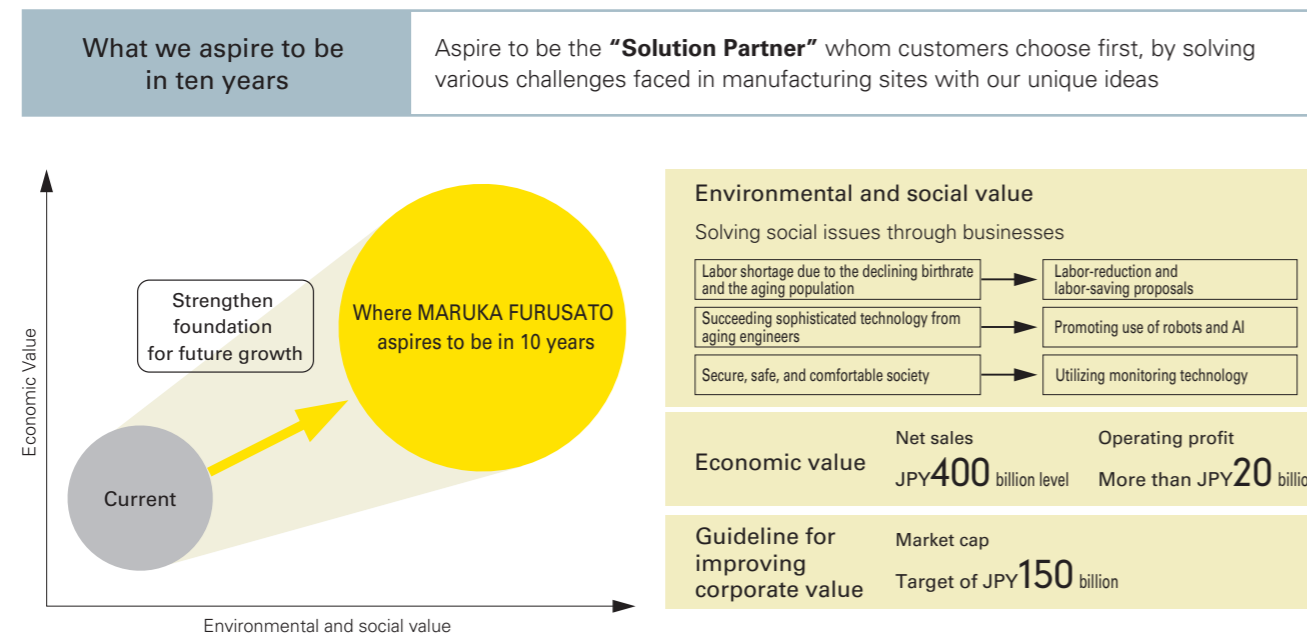 What we aspire to be
in ten years
Aspire to be the “Solution Partner” whom customers choose first, by solving
various challenges faced in manufacturing sites with our unique ideas
Economic Value
Strengthen
foundation
for future growth
Where MARUKA FURUSATO
aspires to be in 10 years
Current
Environmental and social value
Environmental and social value
Solving social issues through businesses
Labor shortage due to the declining birthrate
and the aging population
Labor-reduction and
labor-saving proposals
Succeeding sophisticated technology from
aging engineers
Promoting use of robots and AI
Secure, safe, and comfortable society
Utilizing monitoring technology
Economic value
Net sales
JPY400 billion level
Operating profit
More than JPY20 billio
Guideline for
improving
corporate value
Market cap
Target of JPY150 billion